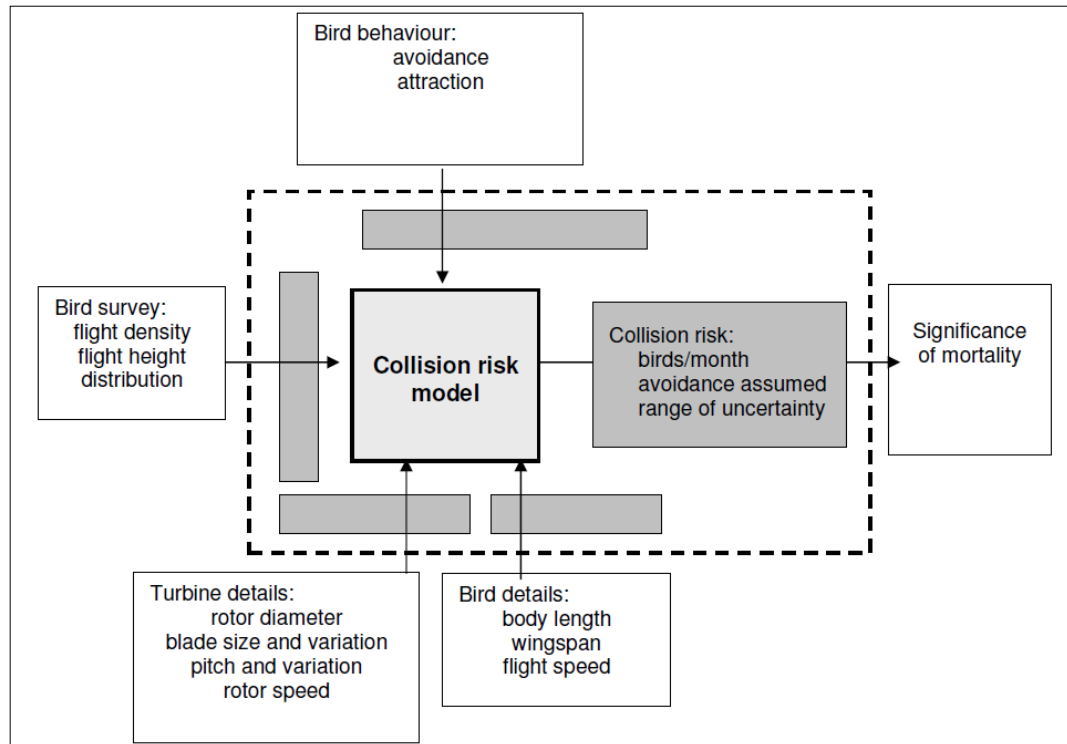 Bird behaviour:
avoidance
attraction
Bird survey:
flight density
flight height
distribution
Collision risk
model
Collision risk:
birds/month
avoidance assumed
range of uncertainty
Significance
of mortality
Turbine details:
rotor diameter
blade size and variation
pitch and variation
rotor speed
Bird details:
body length
wingspan
flight speed